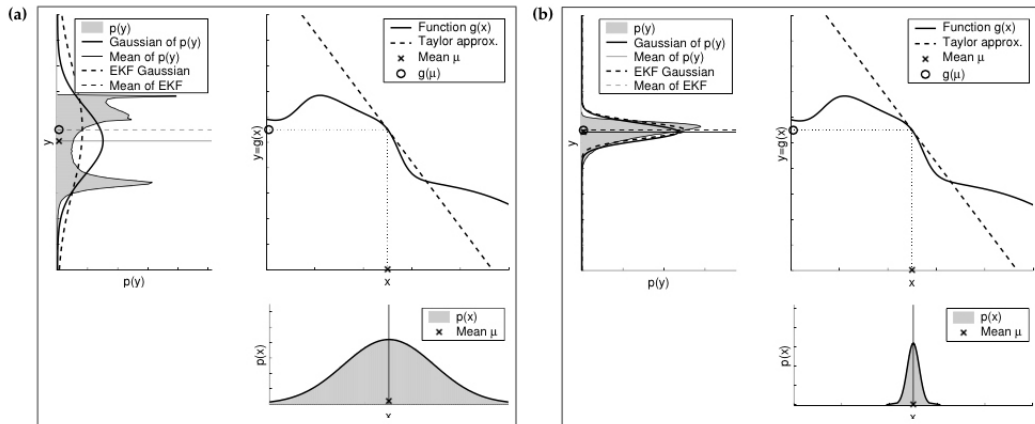 (a)
p(y)
Gaussian of p(y)
Mean of p(y)
EKF Gaussian
Mean of EKF
y
p(y)
Function g(x)
Taylor approx.
Mean μ
g(μ)
y=g(x)
x
p(x)
Mean μ
p(x)
x
(b)
p(y)
Gaussian of p(y)
Mean of p(y)
EKF Gaussian
Mean of EKF
y
p(y)
Function g(x)
Taylor approx.
Mean μ
g(μ)
y=g(x)
x
p(x)
Mean μ
p(x)
x